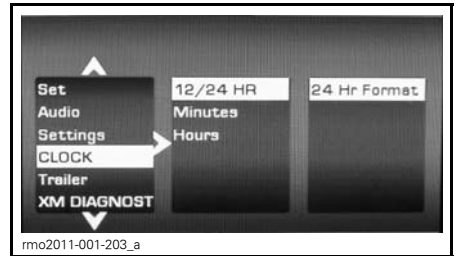 Set
Audio
Settings
CLOCK
Trailer
XM DIAGNOST
12/24 HR
Minutes
Hours
24 Hr Format
rmo2011-001-203_a